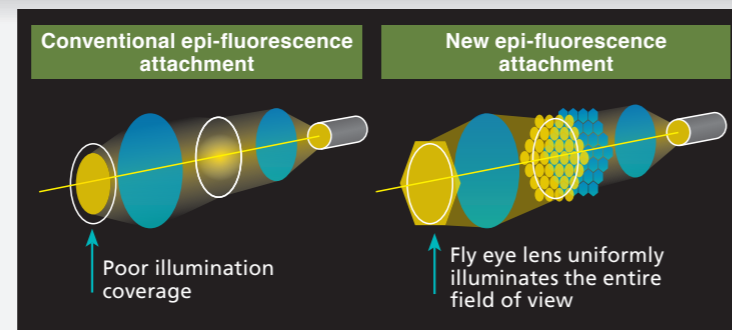 Conventional epi-fluorescence
attachment
New epi-fluorescence
attachment
Poor illumination
coverage
Fly eye lens uniformly
illuminates the entire
field of view